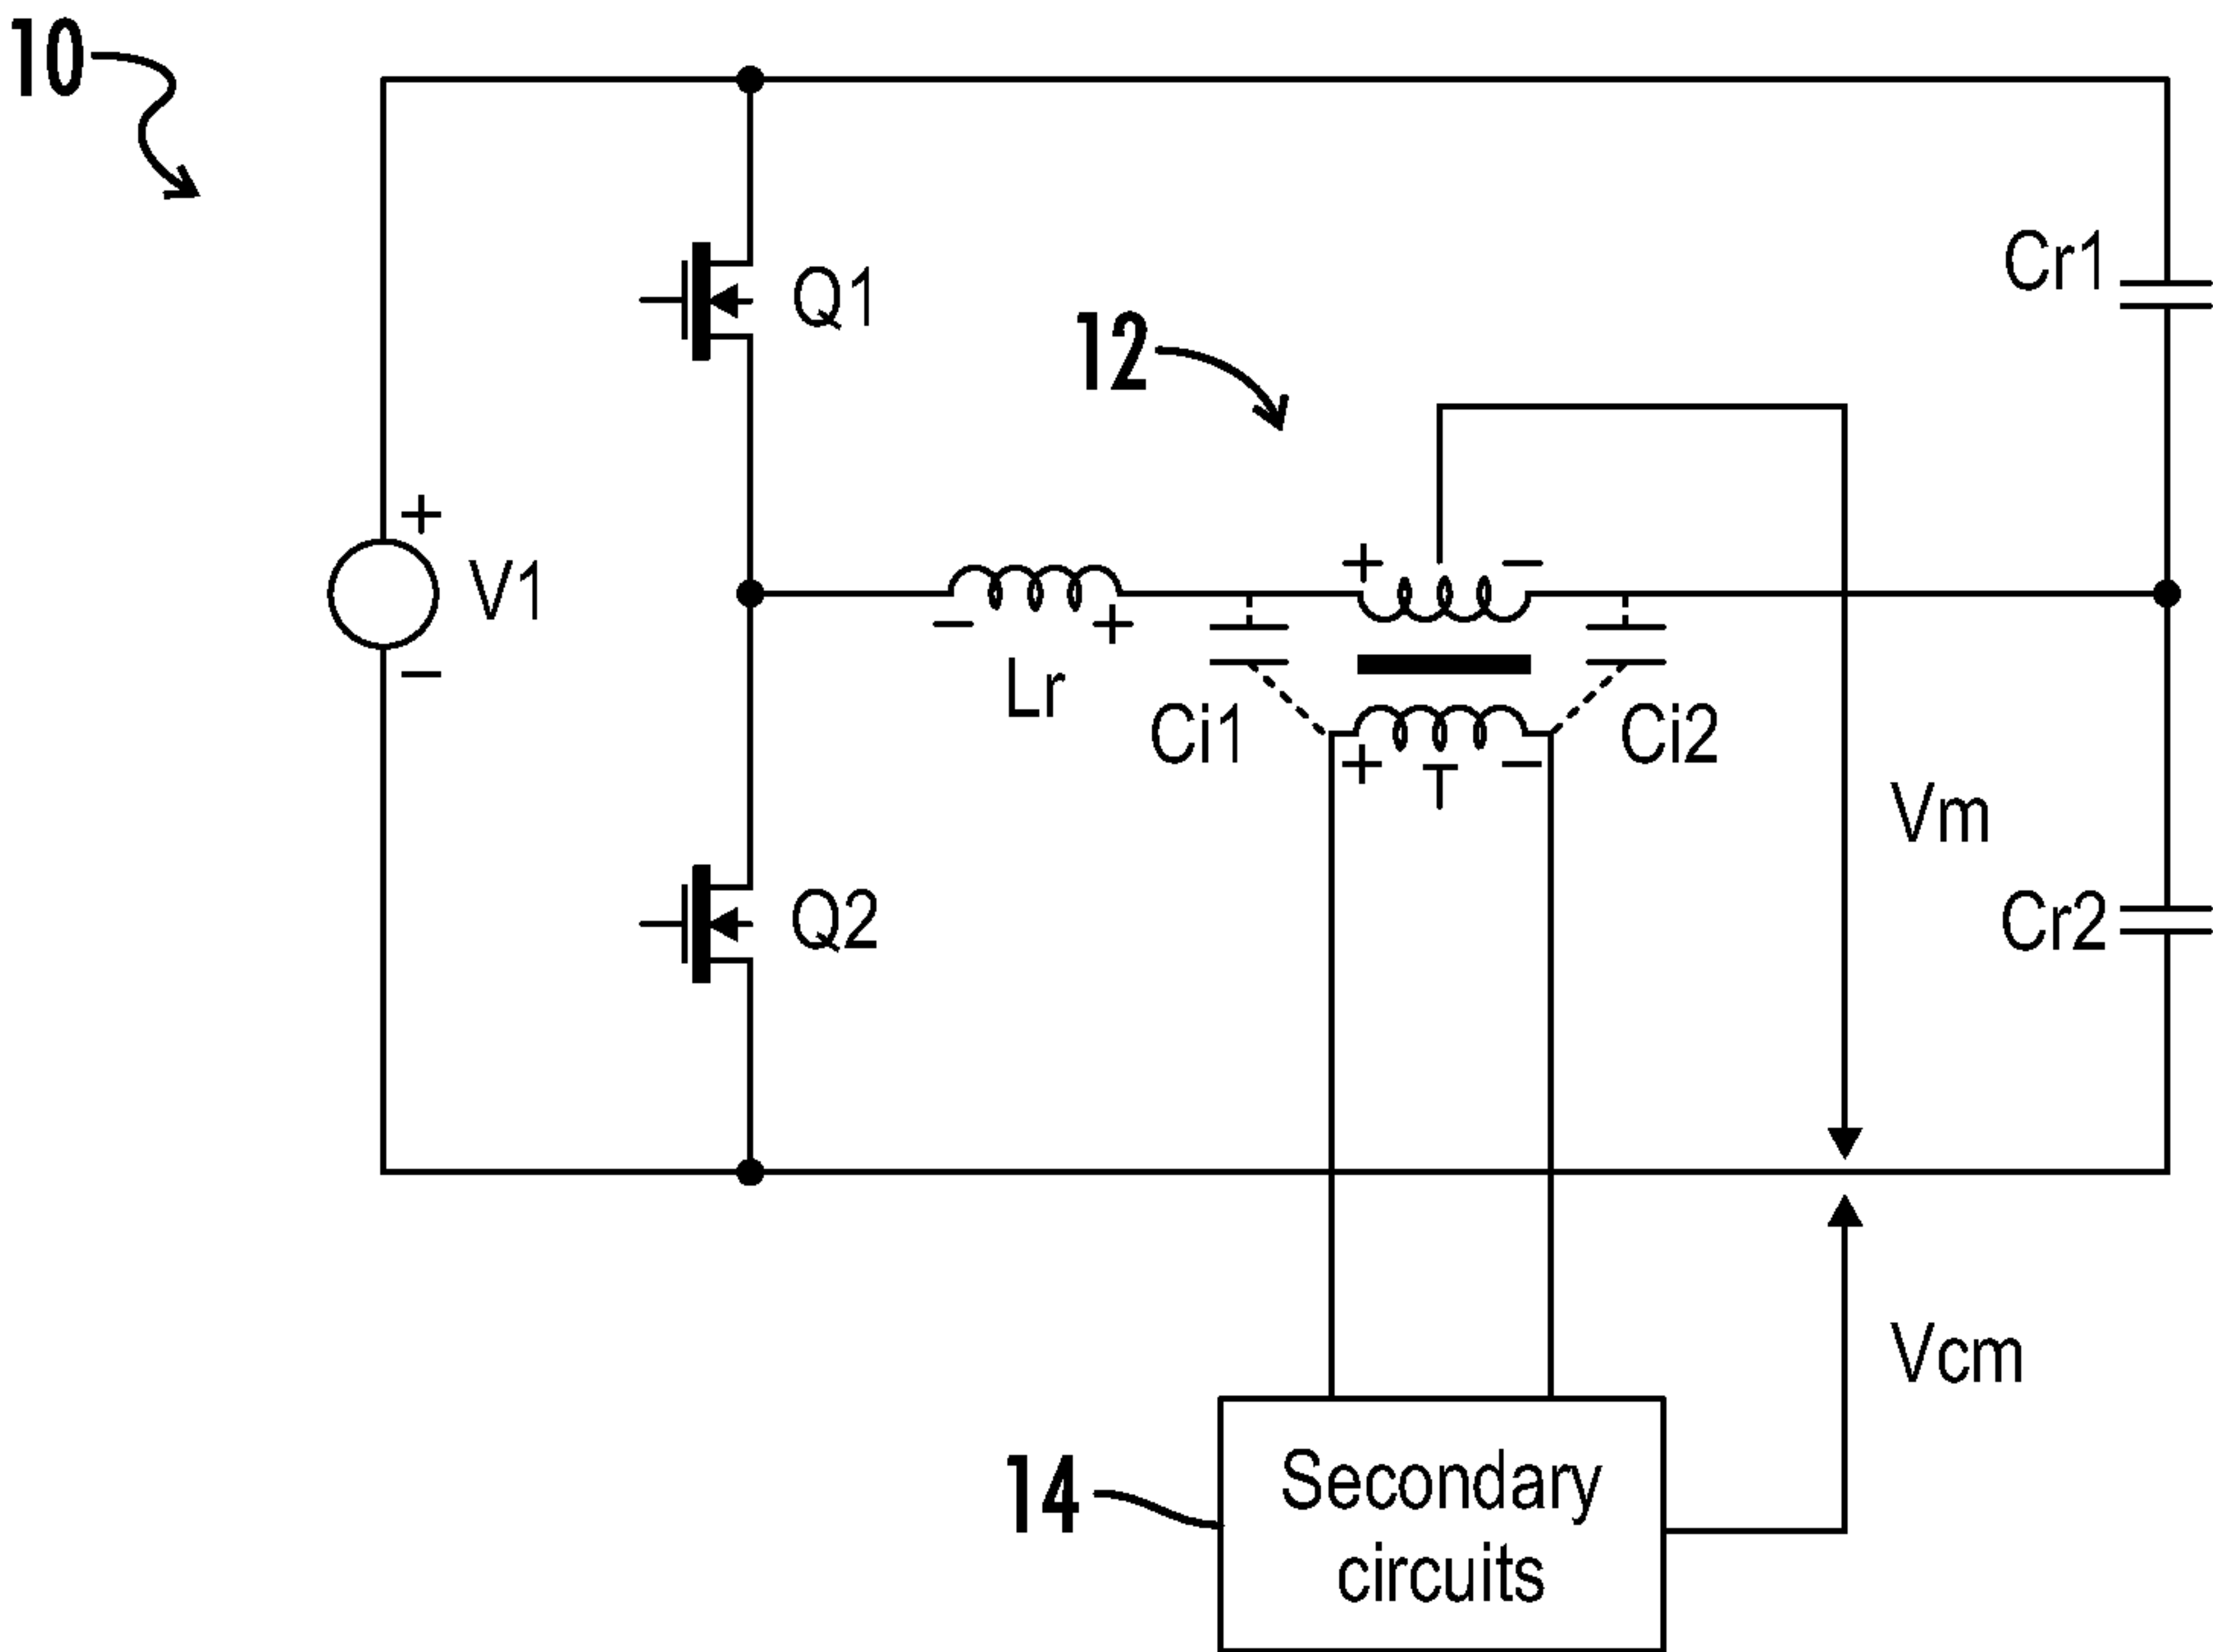 10
Q1
Cr1
12
+
V1
−
+
−
−
+
Lr
Ci1
Ci2
+
T
−
Vm
Q2
Cr2
Vcm
14
Secondary
circuits